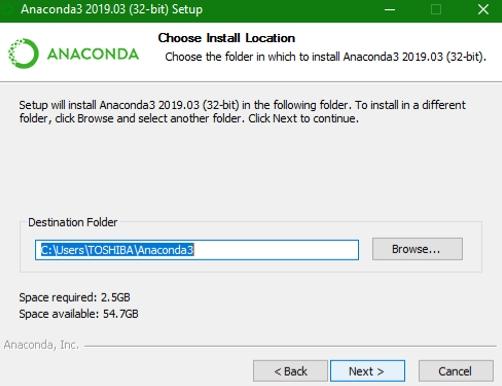 Anaconda3 2019.03 (32-bit) Setup
ANACONDA
Choose Install Location
Choose the folder in which to install Anaconda3 2019.03 (32-bit).
Setup will install Anaconda3 2019.03 (32-bit) in the following folder. To install in a different
folder, click Browse and select another folder. Click Next to continue.
Destination Folder
C:\Users\TOSHIBA\Anaconda3
Browse...
Space required: 2.5GB
Space available: 54.7GB
Anaconda, Inc.
< Back
Next >
Cancel